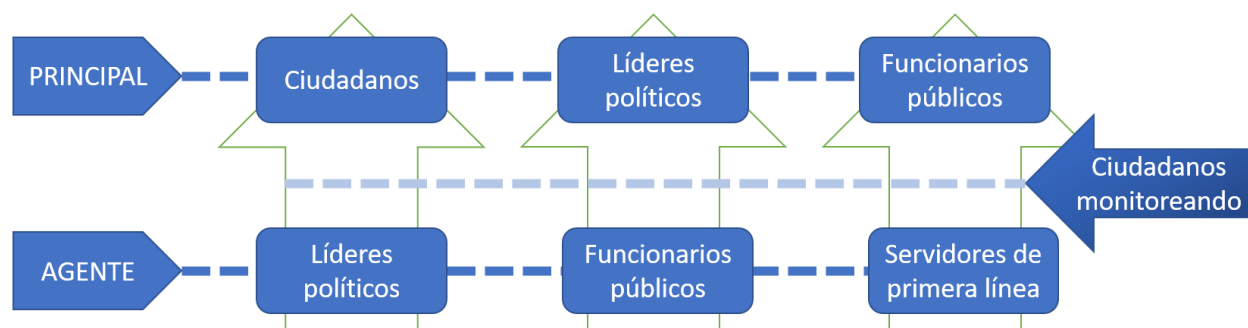 PRINCIPAL
Ciudadanos
Líderes
políticos
Funcionarios
públicos
Ciudadanos
monitoreando
AGENTE
Líderes
políticos
Funcionarios
públicos
Servidores de
primera línea